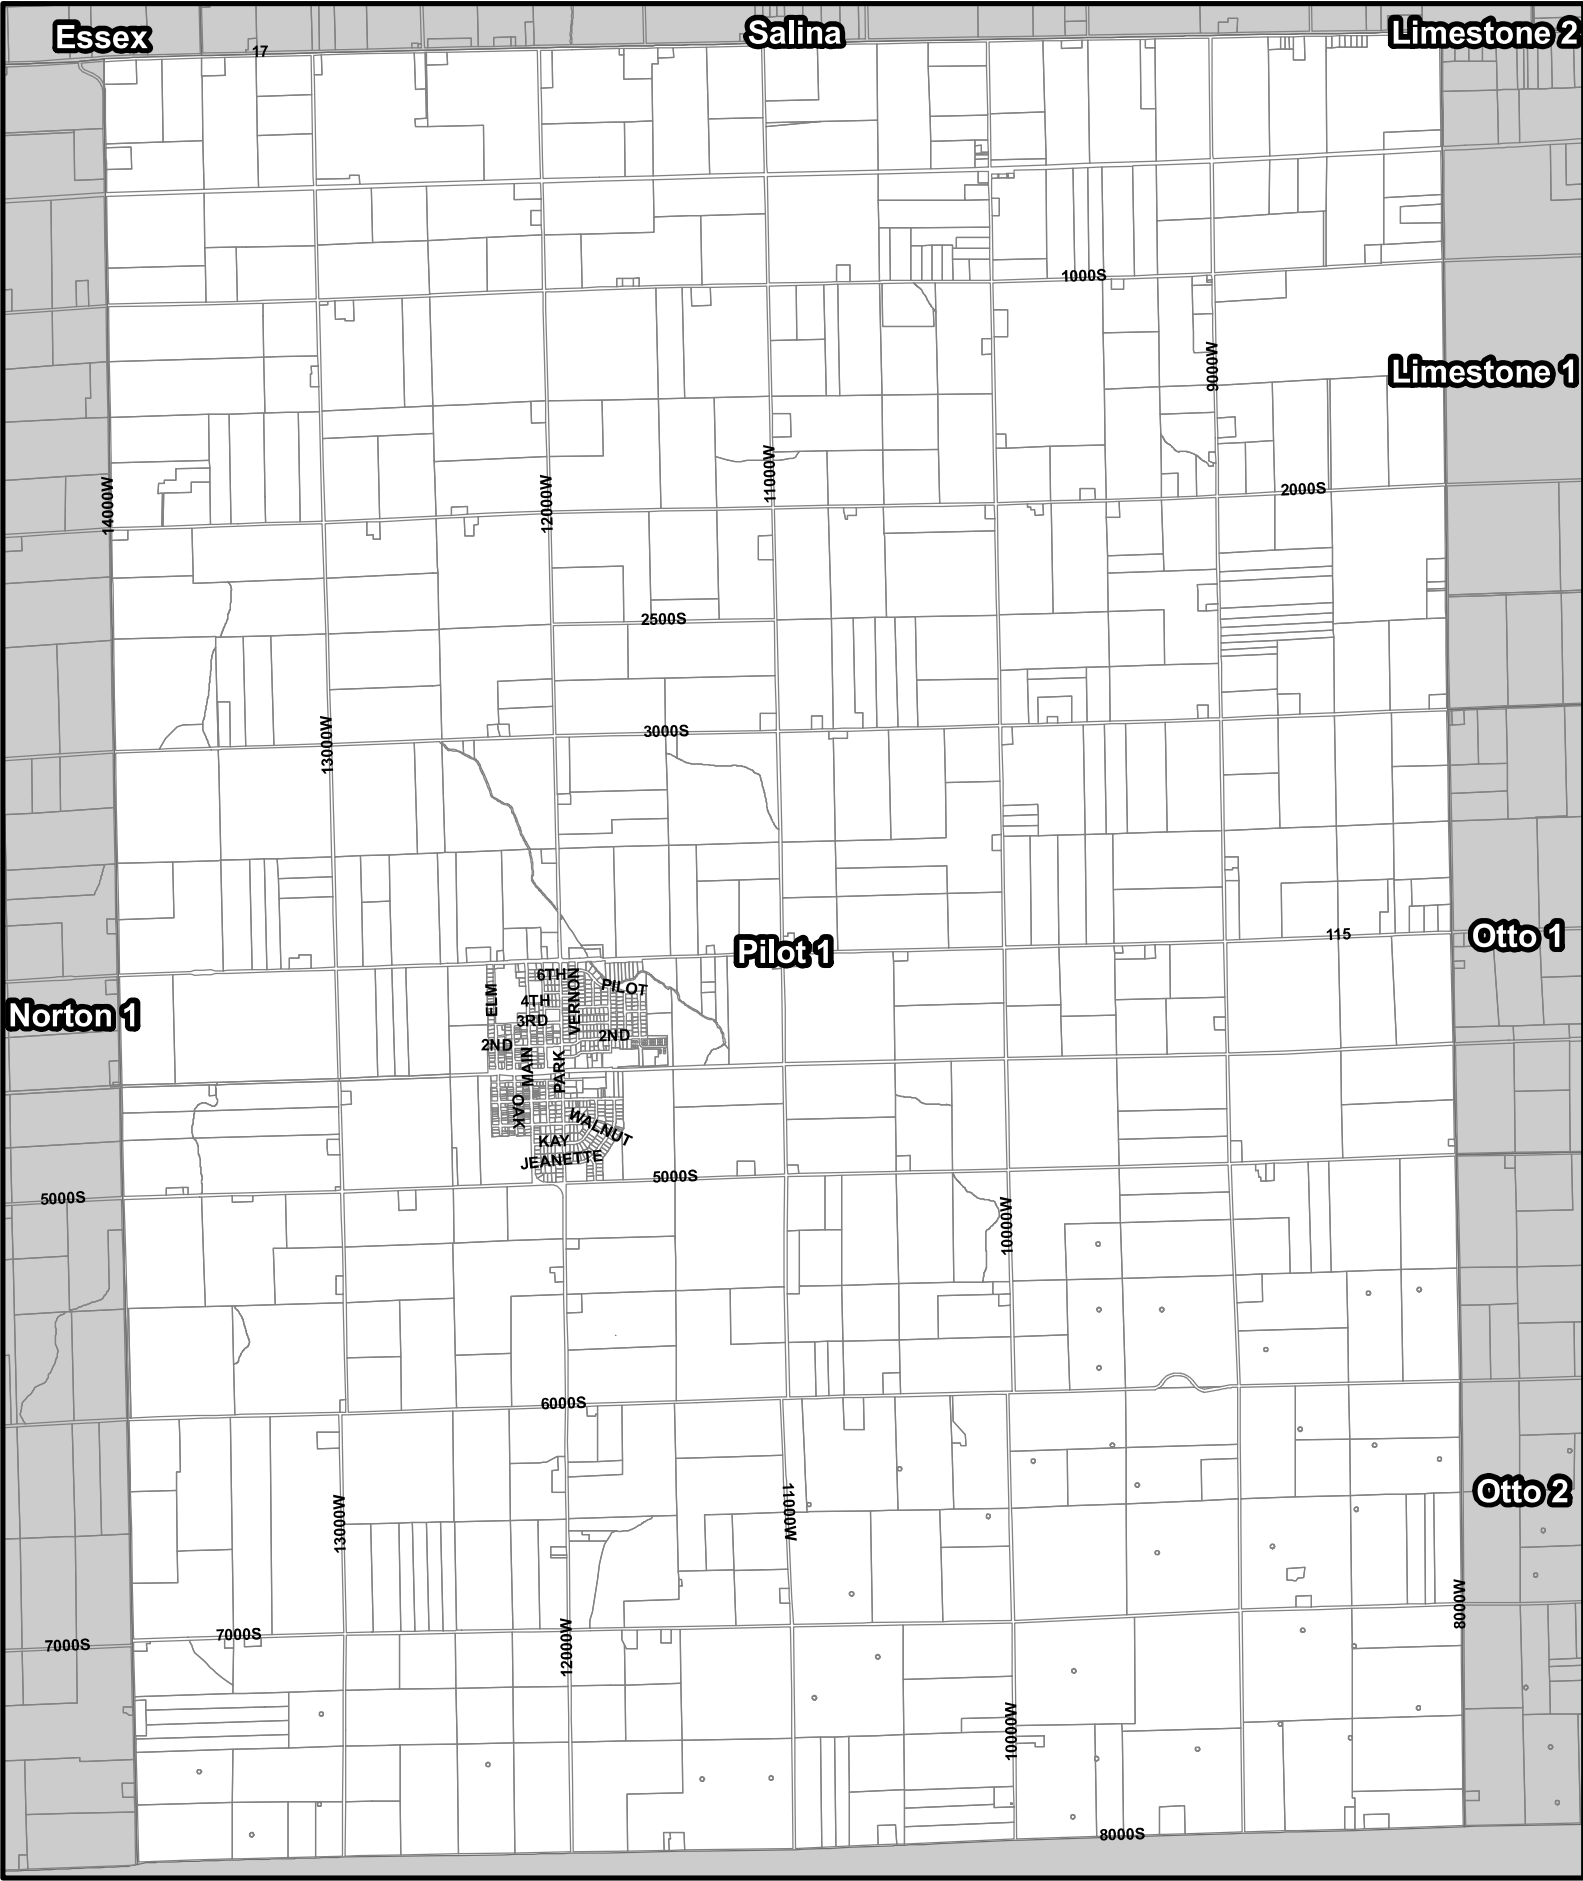 Essex
Salina
Limestone 2
17
1000S
Limestone 1
9000W
14000W
12000W
11000W
2000S
2500S
3000S
13000W
115
Pilot 1
Otto 1
Norton 1
6TH
VERNON
PILOT
ELM
4TH
3RD
2ND
2ND
MAIN
PARK
OAK
WALNUT
KAY
JEANETTE
5000S
5000S
10000W
6000S
Otto 2
11000W
13000W
8000W
7000S
7000S
12000W
10000W
8000S